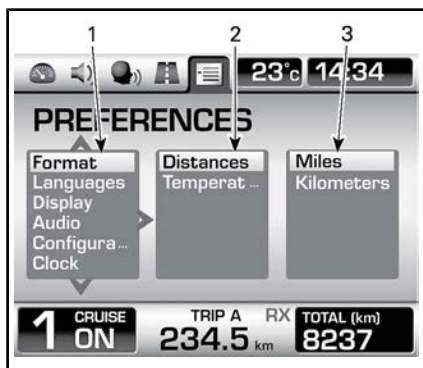 1 2 3
23°c 14:34
PREFERENCES
Format Distances Miles
Languages Temperat ... Kilometers
Display
Audio
Configura ...
Clock
1 CRUISE ON TRIP A 234.5 km RX TOTAL (km) 8237